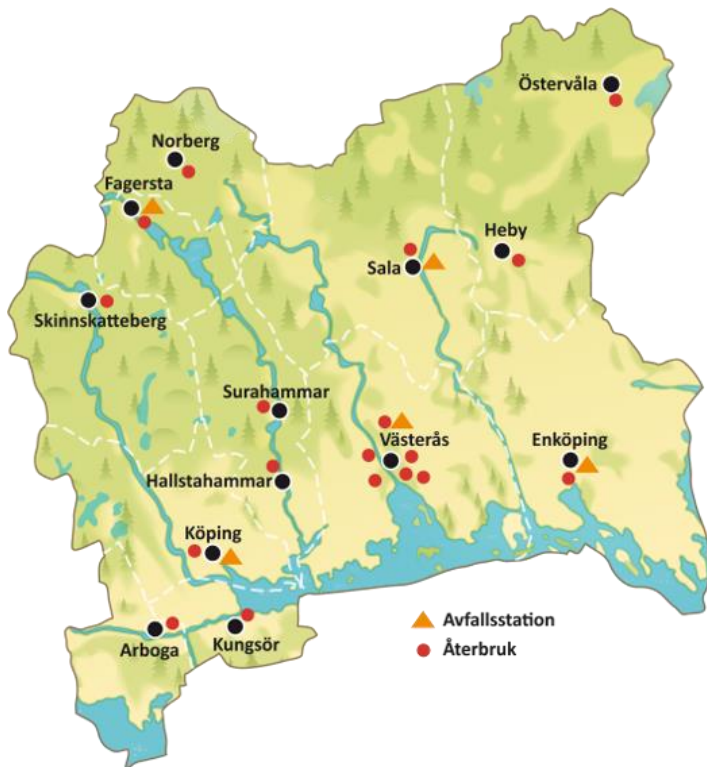 Östervåla
Norberg
Fagersta
Heby
Sala
Skinnskatteberg
Surahammar
Västerås
Enköping
Hallstahammar
Köping
Avfallsstation
Återbruk
Arboga
Kungsör